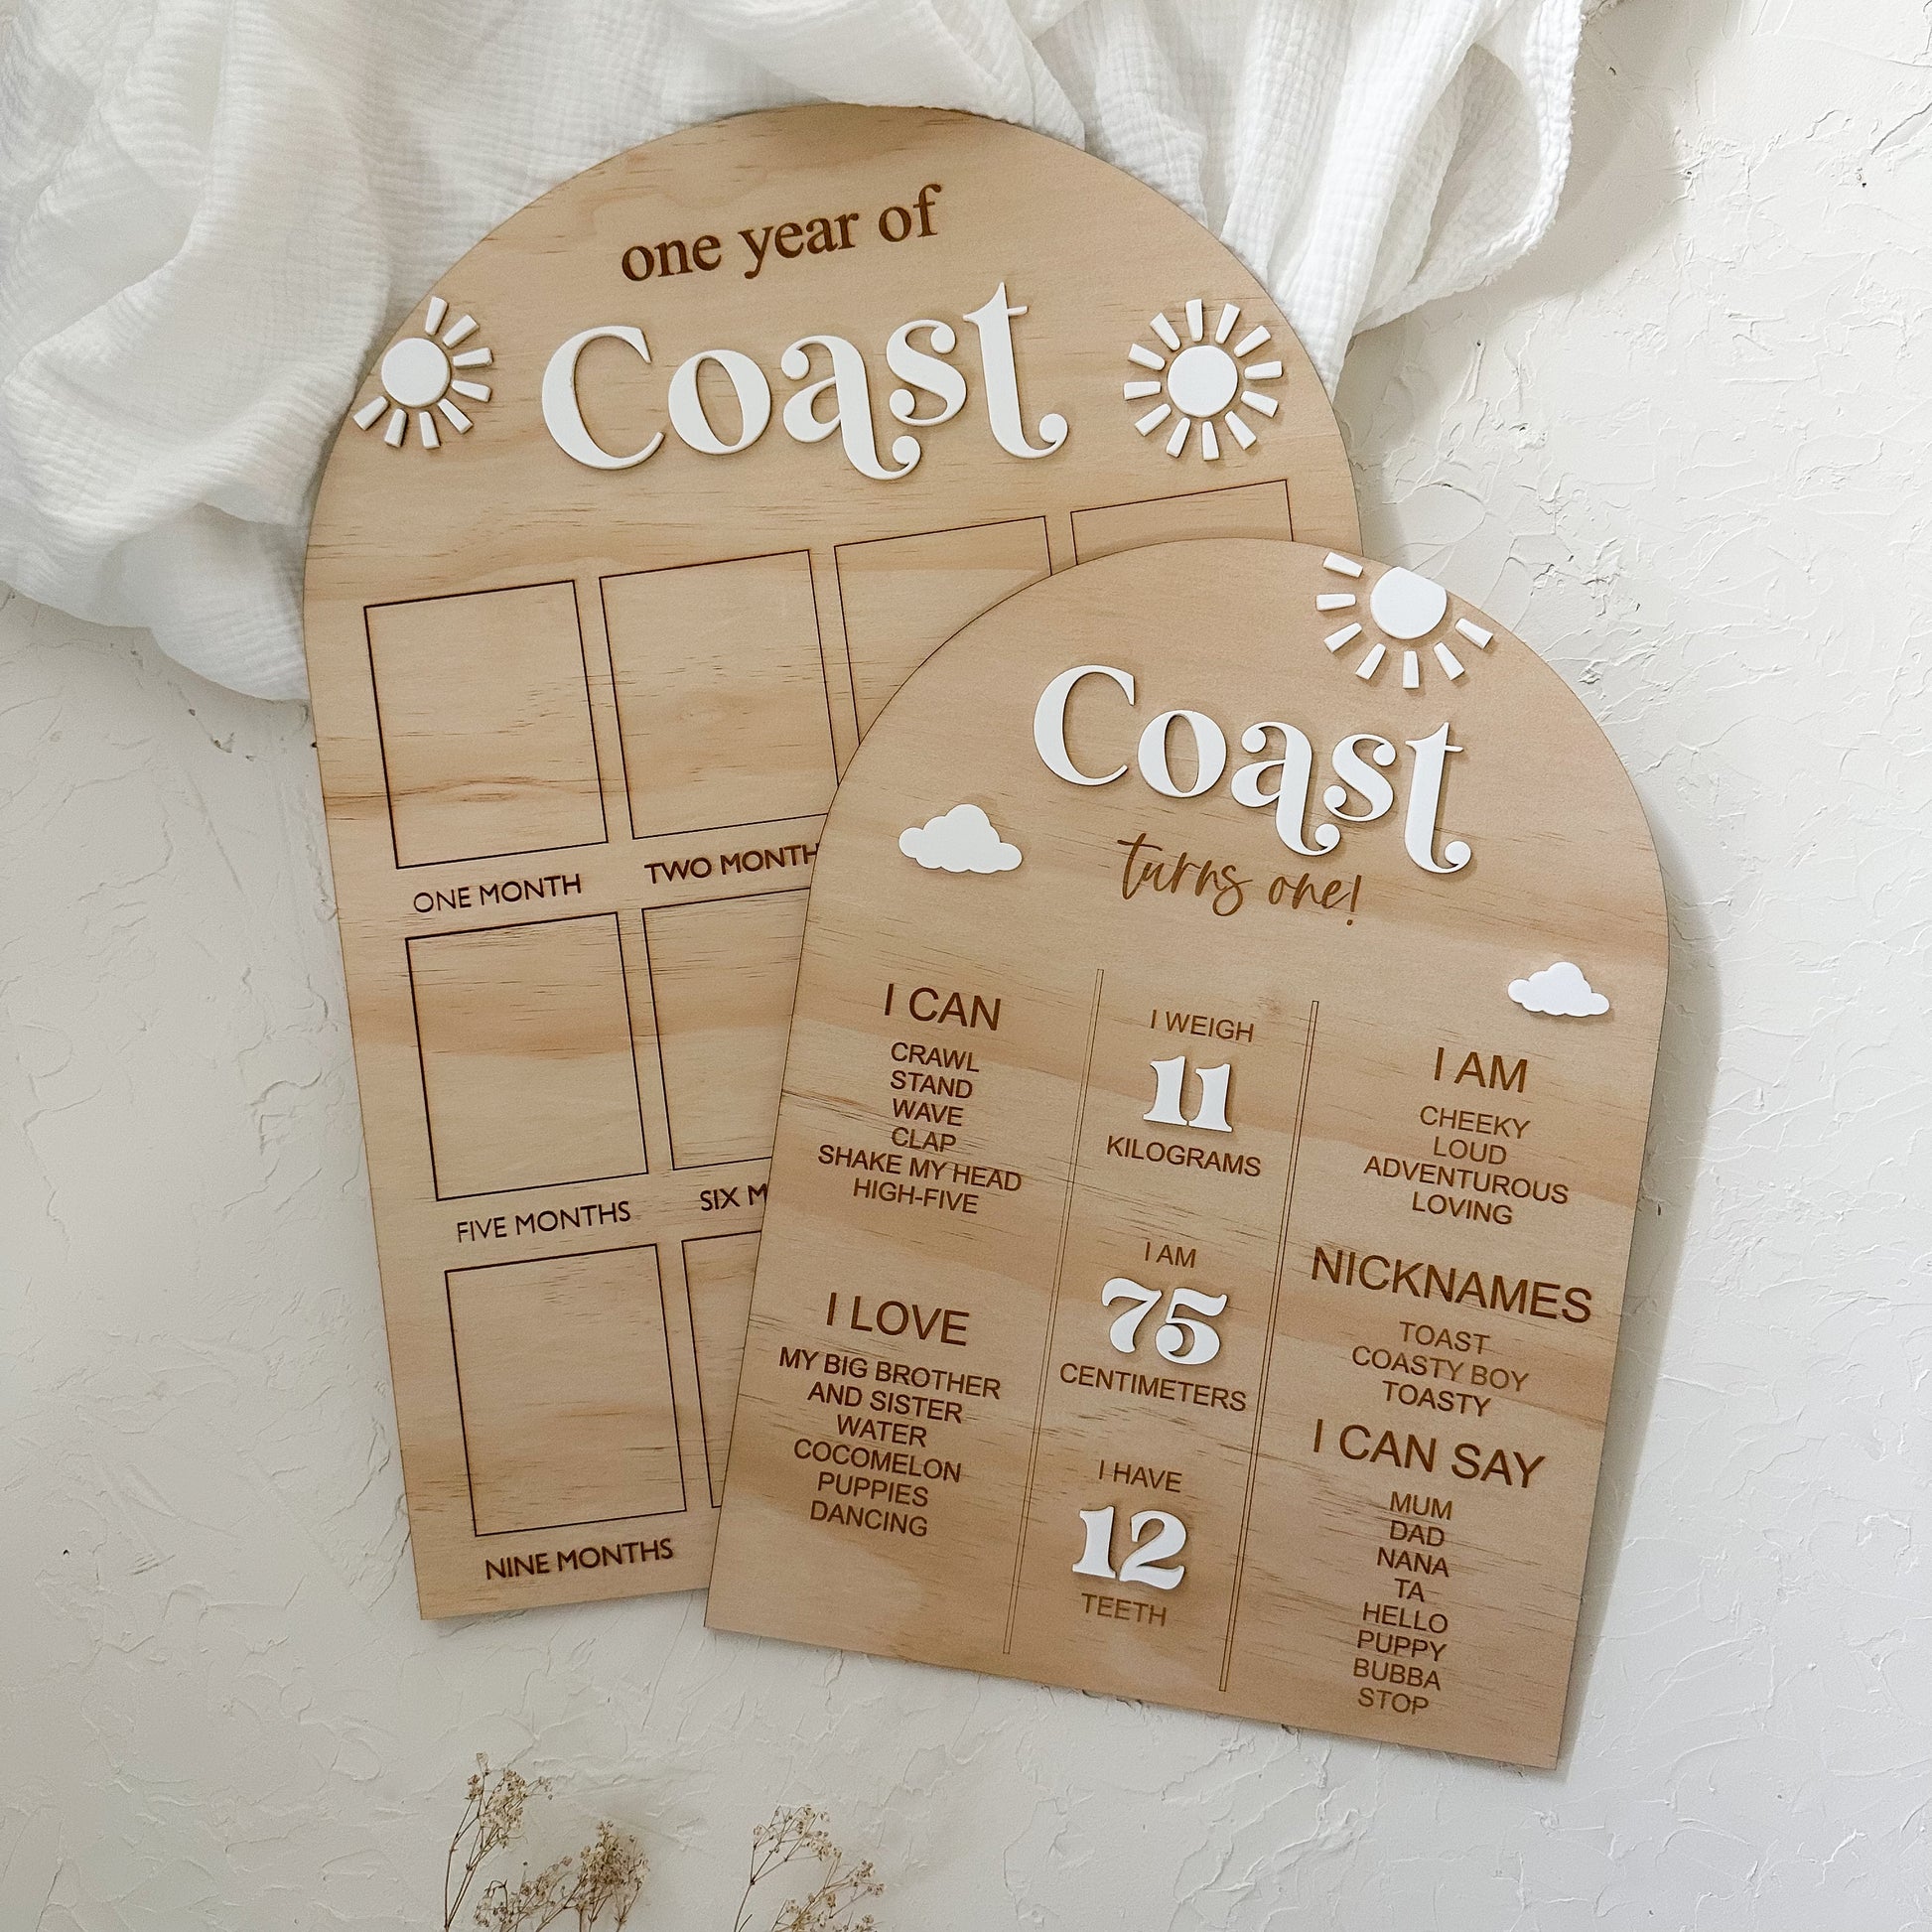 one year of
Coast
ONE MONTH
TWO MONTH
FIVE MONTHS
SIX M
NINE MONTHS
Coast
turns one!
I CAN
CRAWL
STAND
WAVE
CLAP
SHAKE MY HEAD
HIGH-FIVE
I LOVE
MY BIG BROTHER
AND SISTER
WATER
COCOMELON
PUPPIES
DANCING
I WEIGH
11
KILOGRAMS
I AM
75
CENTIMETERS
I HAVE
12
TEETH
I AM
CHEEKY
LOUD
ADVENTUROUS
LOVING
NICKNAMES
TOAST
COASTY BOY
TOASTY
I CAN SAY
MUM
DAD
NANA
TA
HELLO
PUPPY
BUBBA
STOP